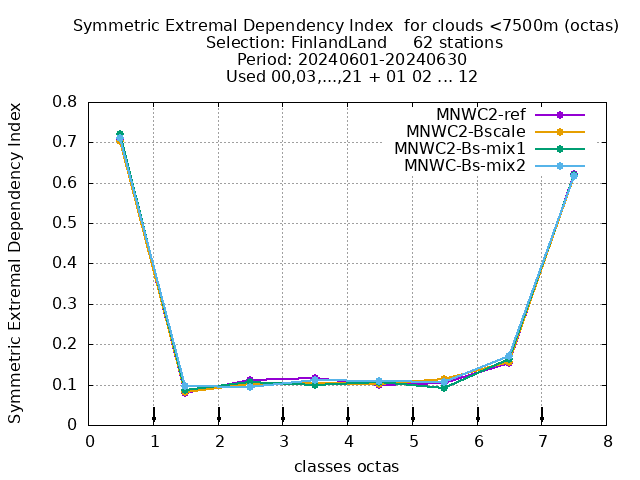 Symmetric Extremal Dependency Index  for clouds <7500m (octas)
Selection: FinlandLand     62 stations
Period: 20240601-20240630
Used 00,03,...,21 + 01 02 ... 12
Symmetric Extremal Dependency Index
0.8
0.7
0.6
0.5
0.4
0.3
0.2
0.1
0
MNWC2-ref
MNWC2-Bscale
MNWC2-Bs-mix1
MNWC-Bs-mix2
0 1 2 3 4 5 6 7 8
classes octas